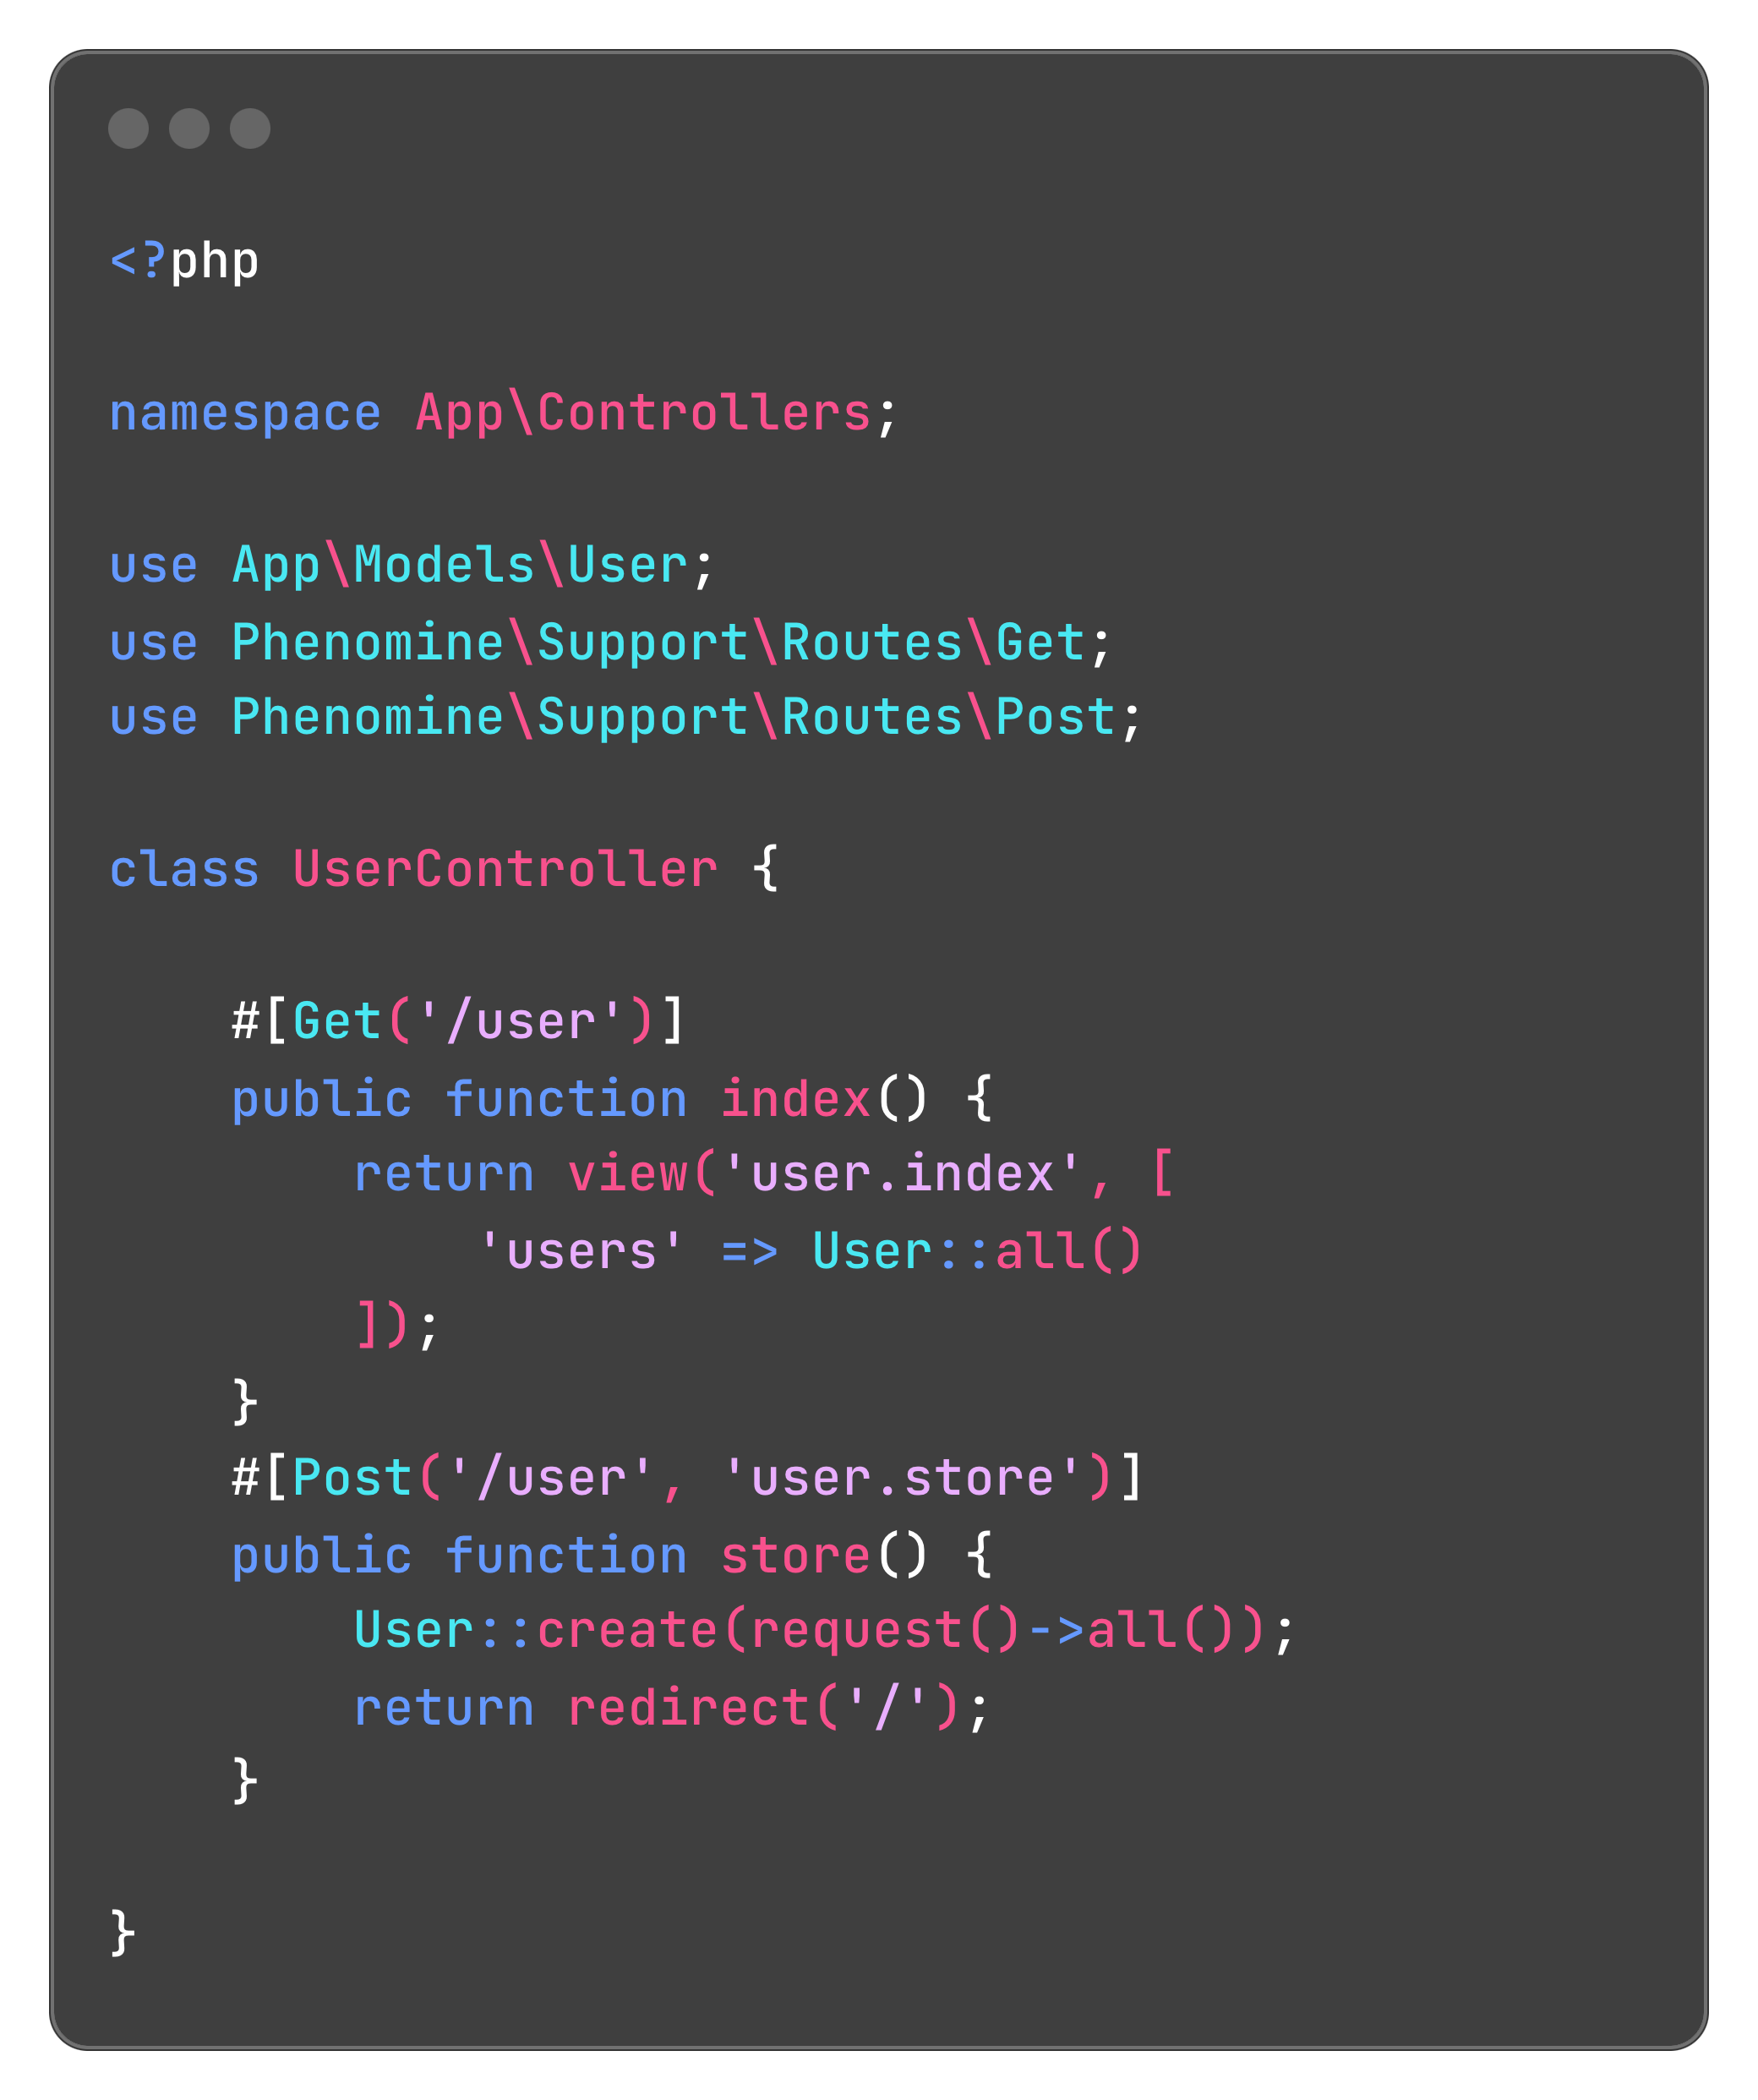 <?php

namespace App\Controllers;

use App\Models\User;
use Phenomine\Support\Routes\Get;
use Phenomine\Support\Routes\Post;

class UserController {

    #[Get('/user')]
    public function index() {
        return view('user.index', [
            'users' => User::all()
        ]);
    }
    #[Post('/user', 'user.store')]
    public function store() {
        User::create(request()->all());
        return redirect('/');
    }

}